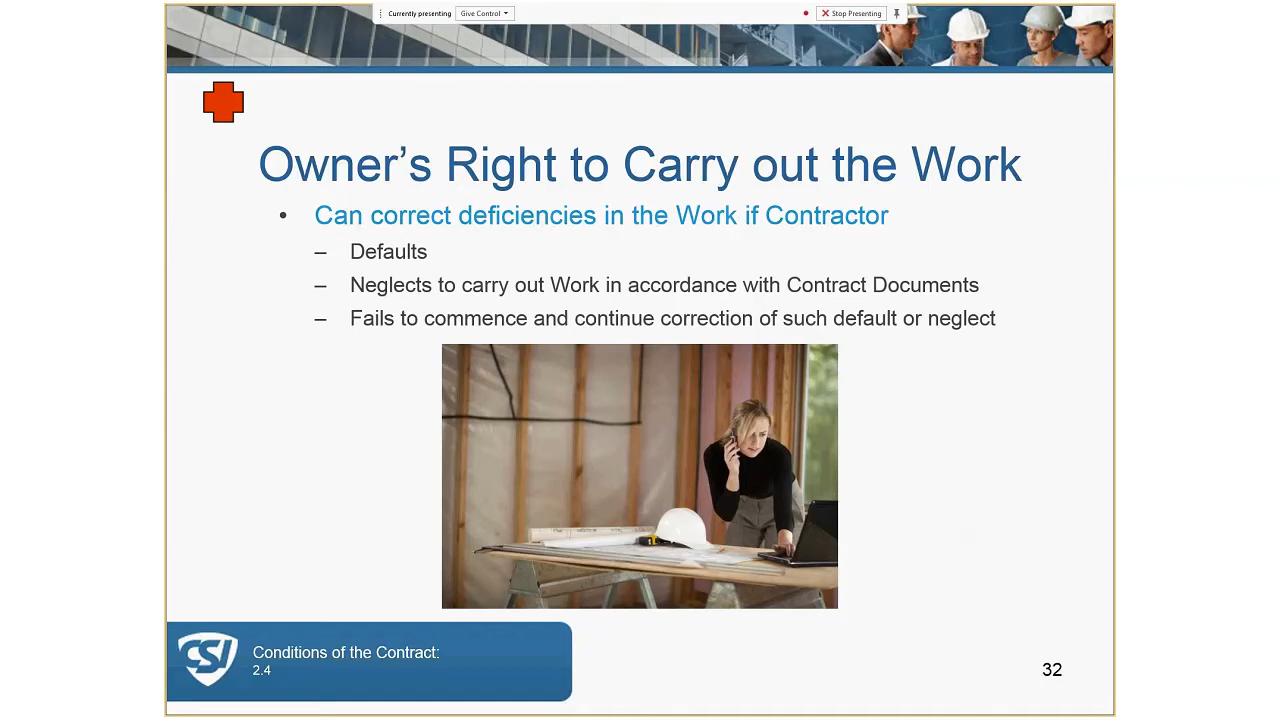 Currently presenting Give Control Stop Presenting
Owner's Right to Carry out the Work
• Can correct deficiencies in the Work if Contractor
– Defaults
– Neglects to carry out Work in accordance with Contract Documents
– Fails to commence and continue correction of such default or neglect
CSI
Conditions of the Contract:
2.4
32